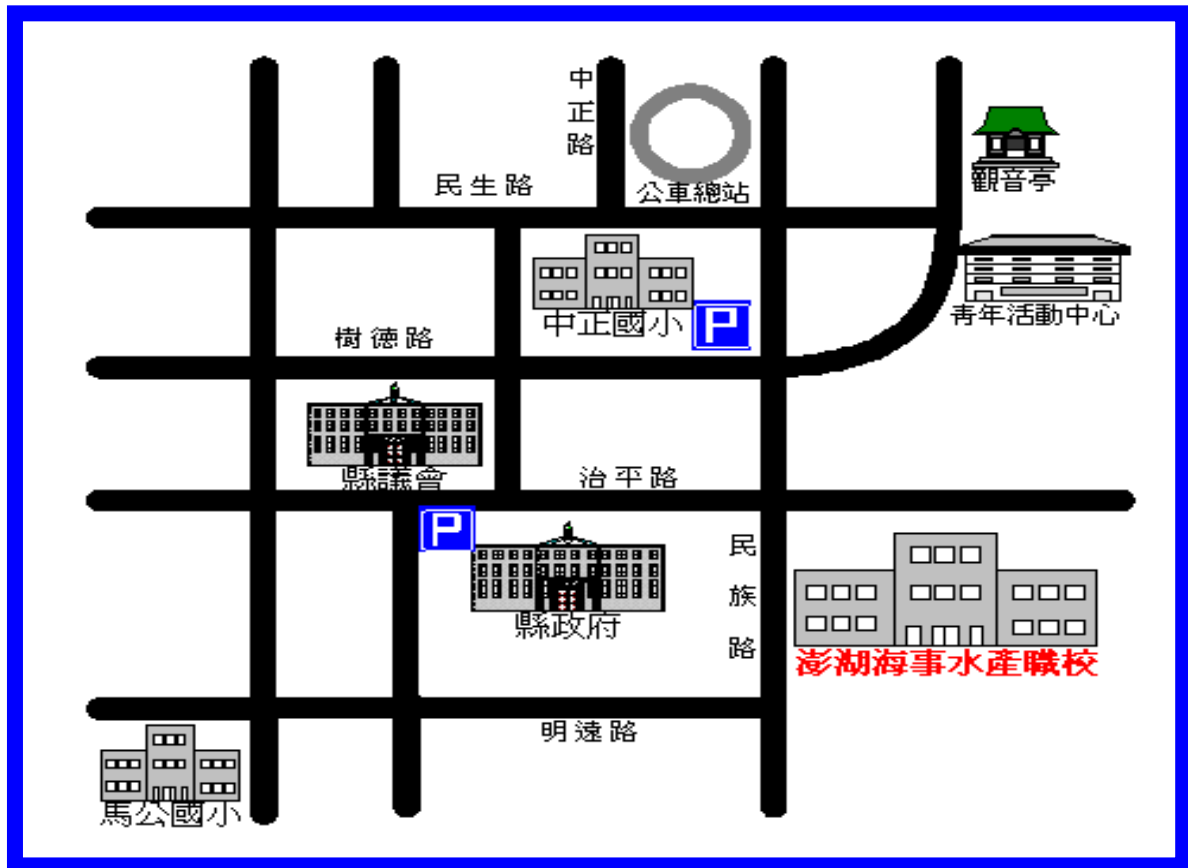 中正路
民生路
公車總站
觀音亭
中正國小
P
青年活動中心
樹德路
縣議會
治平路
P
縣政府
民族路
澎湖海事水產職校
明遠路
馬公國小